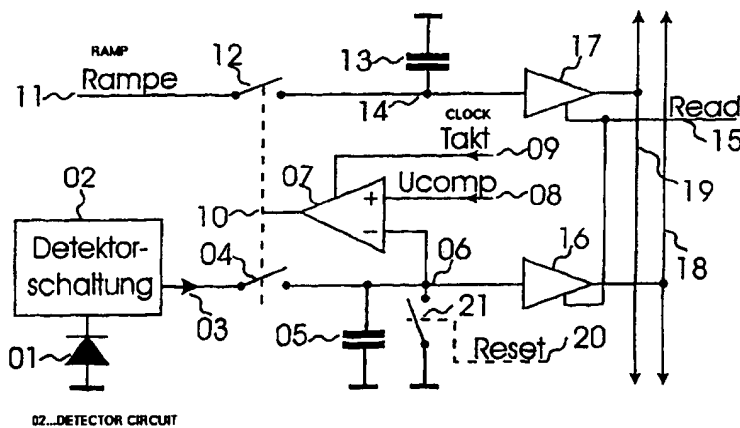 RAMP
11 Rampe
12
13
14
17
Read
15
CLOCK
Takt
09
07
+
Ucomp
08
19
10
−
02
Detektor-
schaltung
04
06
16
18
03
05
21
Reset
20
01
02...DETECTOR CIRCUIT